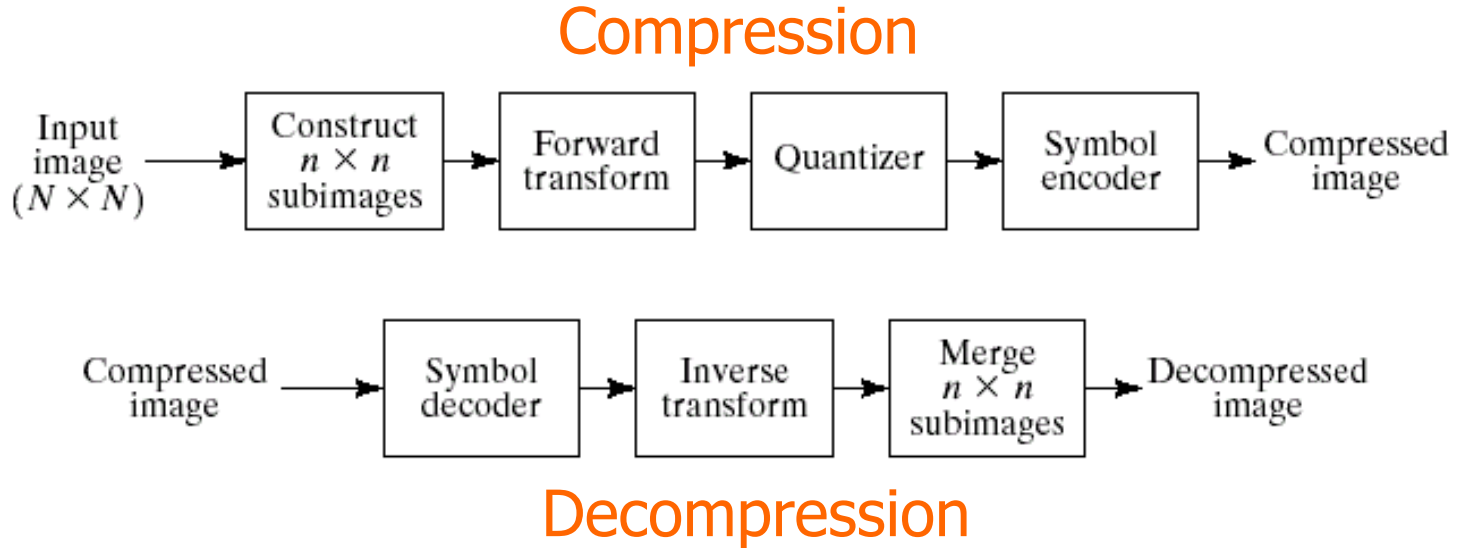 Compression
Input
image
(N × N)
Construct
n × n
subimages
Forward
transform
Quantizer
Symbol
encoder
Compressed
image
Compressed
image
Symbol
decoder
Inverse
transform
Merge
n × n
subimages
Decompressed
image
Decompression